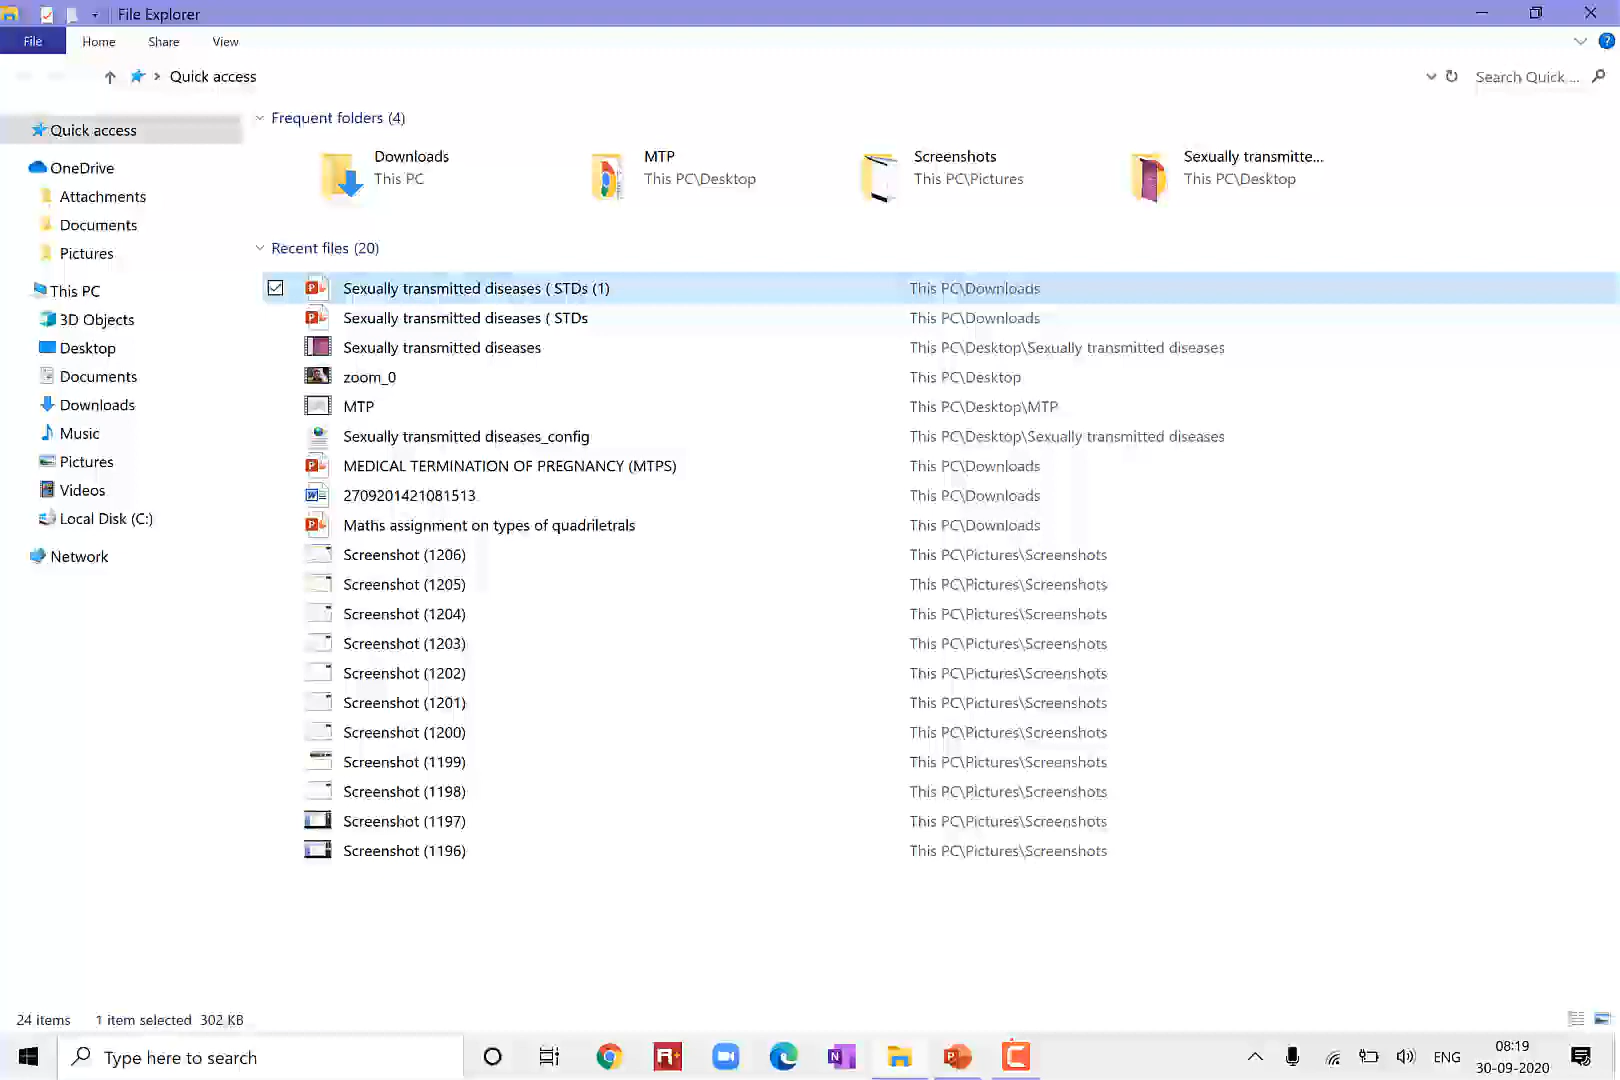 File Explorer
File Home Share View
Quick access
Search Quick ...
Quick access
OneDrive
Attachments
Documents
Pictures
This PC
3D Objects
Desktop
Documents
Downloads
Music
Pictures
Videos
Local Disk (C:)
Network
Frequent folders (4)
Downloads
This PC
MTP
This PC\Desktop
Screenshots
This PC\Pictures
Sexually transmitte...
This PC\Desktop
Recent files (20)
Sexually transmitted diseases ( STDs (1) This PC\Downloads
Sexually transmitted diseases ( STDs This PC\Downloads
Sexually transmitted diseases This PC\Desktop\Sexually transmitted diseases
zoom_0 This PC\Desktop
MTP This PC\Desktop\MTP
Sexually transmitted diseases_config This PC\Desktop\Sexually transmitted diseases
MEDICAL TERMINATION OF PREGNANCY (MTPS) This PC\Downloads
2709201421081513 This PC\Downloads
Maths assignment on types of quadriletrals This PC\Downloads
Screenshot (1206) This PC\Pictures\Screenshots
Screenshot (1205) This PC\Pictures\Screenshots
Screenshot (1204) This PC\Pictures\Screenshots
Screenshot (1203) This PC\Pictures\Screenshots
Screenshot (1202) This PC\Pictures\Screenshots
Screenshot (1201) This PC\Pictures\Screenshots
Screenshot (1200) This PC\Pictures\Screenshots
Screenshot (1199) This PC\Pictures\Screenshots
Screenshot (1198) This PC\Pictures\Screenshots
Screenshot (1197) This PC\Pictures\Screenshots
Screenshot (1196) This PC\Pictures\Screenshots
24 items 1 item selected 302 KB
Type here to search
ENG
08:19
30-09-2020